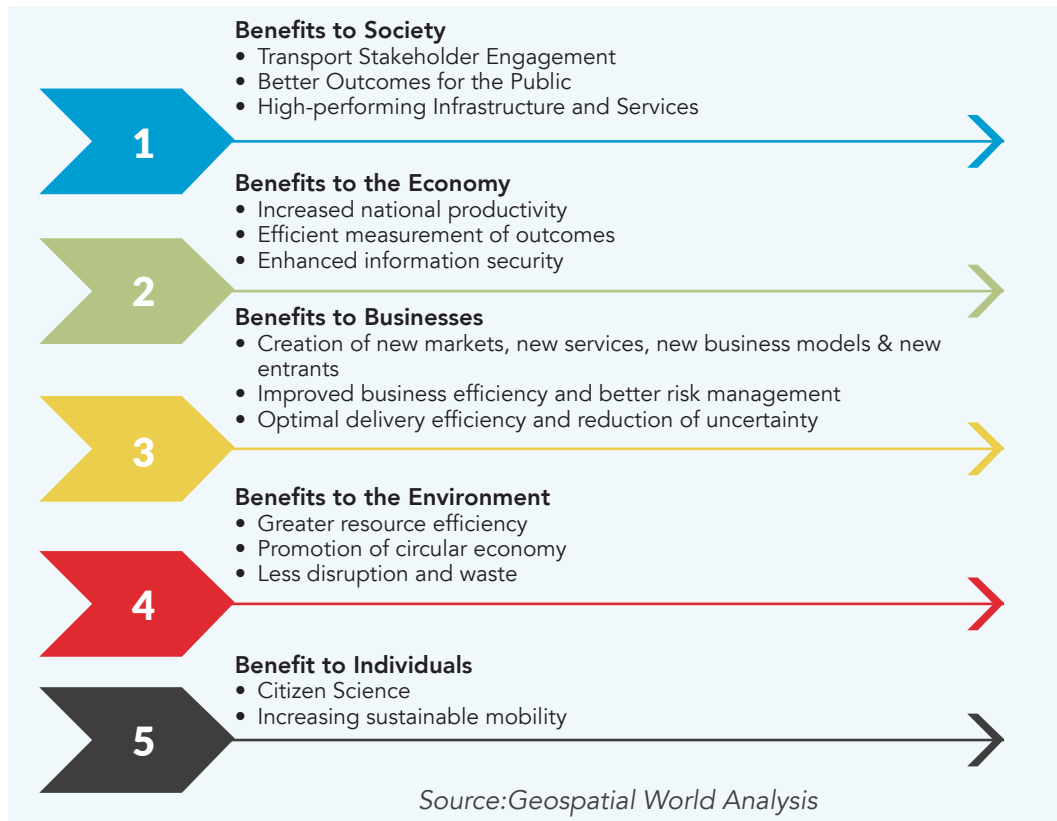 Benefits to Society
• Transport Stakeholder Engagement
• Better Outcomes for the Public
• High-performing Infrastructure and Services
1
Benefits to the Economy
• Increased national productivity
• Efficient measurement of outcomes
• Enhanced information security
2
Benefits to Businesses
• Creation of new markets, new services, new business models & new
entrants
• Improved business efficiency and better risk management
• Optimal delivery efficiency and reduction of uncertainty
3
Benefits to the Environment
• Greater resource efficiency
• Promotion of circular economy
• Less disruption and waste
4
Benefit to Individuals
• Citizen Science
• Increasing sustainable mobility
5
Source:Geospatial World Analysis